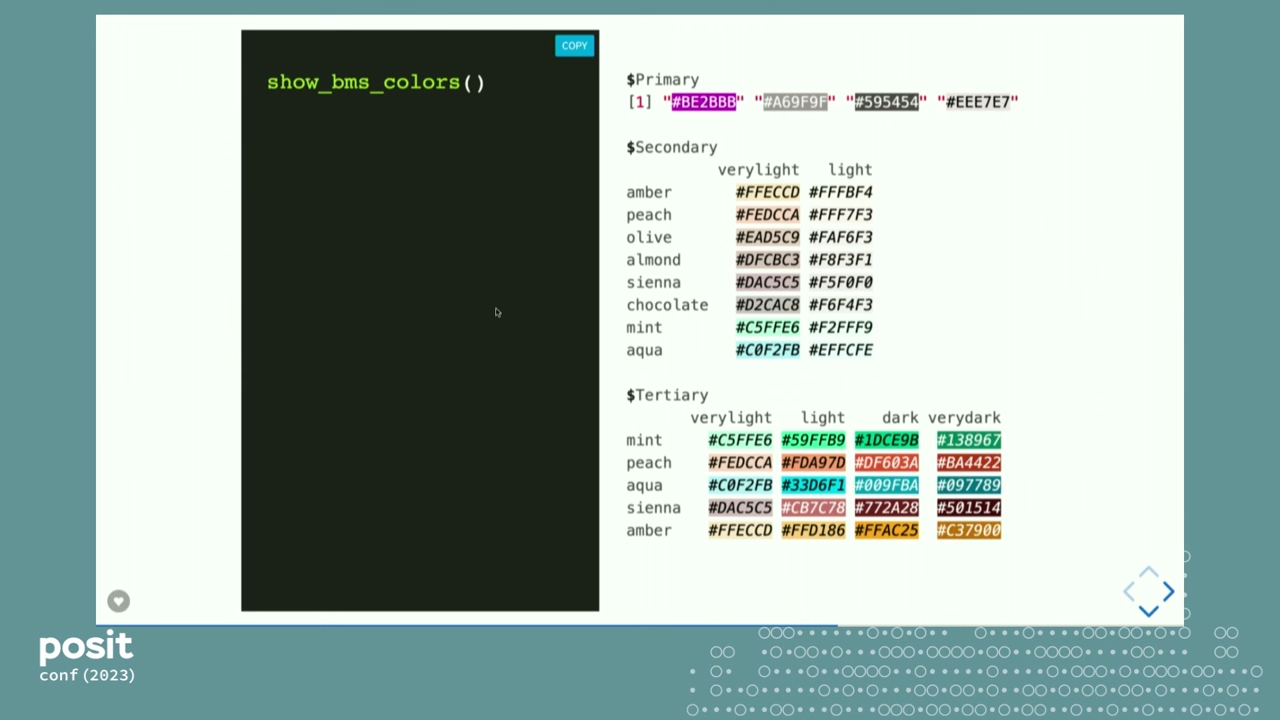 COPY
show_bms_colors()
$Primary
[1] "#BE2BBB" "#A69F9F" "#595454" "#EEE7E7"
$Secondary
verylight light
amber #FFECCD #FFFBF4
peach #FEDCCA #FFF7F3
olive #EAD5C9 #FAF6F3
almond #DFCBC3 #F8F3F1
sienna #DAC5C5 #F5F0F0
chocolate #D2CAC8 #F6F4F3
mint #C5FFE6 #F2FFF9
aqua #C0F2FB #EFFCFE
$Tertiary
verylight light dark verydark
mint #C5FFE6 #59FFB9 #1DCE9B #138967
peach #FEDCCA #FDA97D #DF603A #BA4422
aqua #C0F2FB #33D6F1 #009FBA #097789
sienna #DAC5C5 #CB7C78 #772A28 #501514
amber #FFECCD #FFD186 #FFAC25 #C37900
posit
conf(2023)